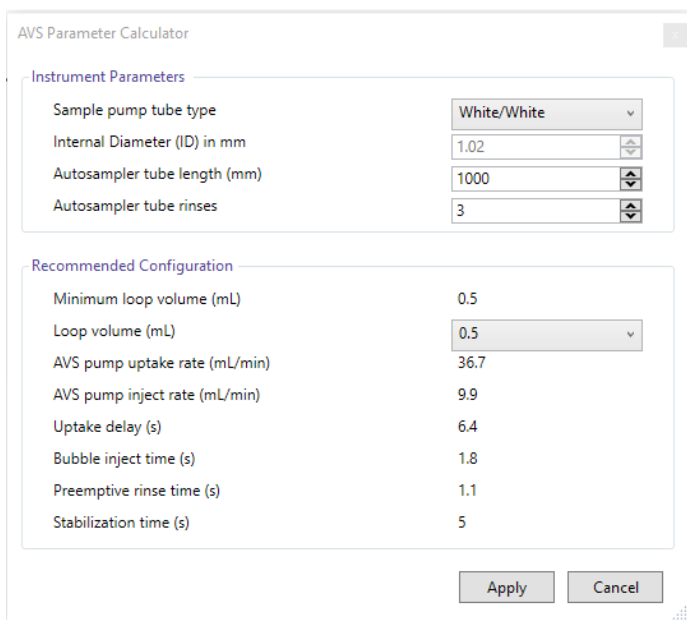 AVS Parameter Calculator
x
Instrument Parameters
Sample pump tube type White/White
Internal Diameter (ID) in mm 1.02
Autosampler tube length (mm) 1000
Autosampler tube rinses 3
Recommended Configuration
Minimum loop volume (mL) 0.5
Loop volume (mL) 0.5
AVS pump uptake rate (mL/min) 36.7
AVS pump inject rate (mL/min) 9.9
Uptake delay (s) 6.4
Bubble inject time (s) 1.8
Preemptive rinse time (s) 1.1
Stabilization time (s) 5
Apply Cancel